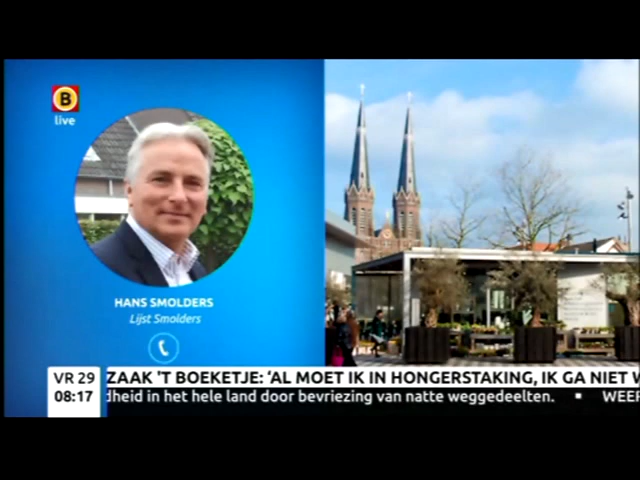 B
live
HANS SMOLDERS
Lijst Smolders
VR 29
08:17
ZAAK 'T BOEKETJE: ‘AL MOET IK IN HONGERSTAKING, IK GA NIET
dheid in het hele land door bevriezing van natte weggedeelten. ▪ WEER